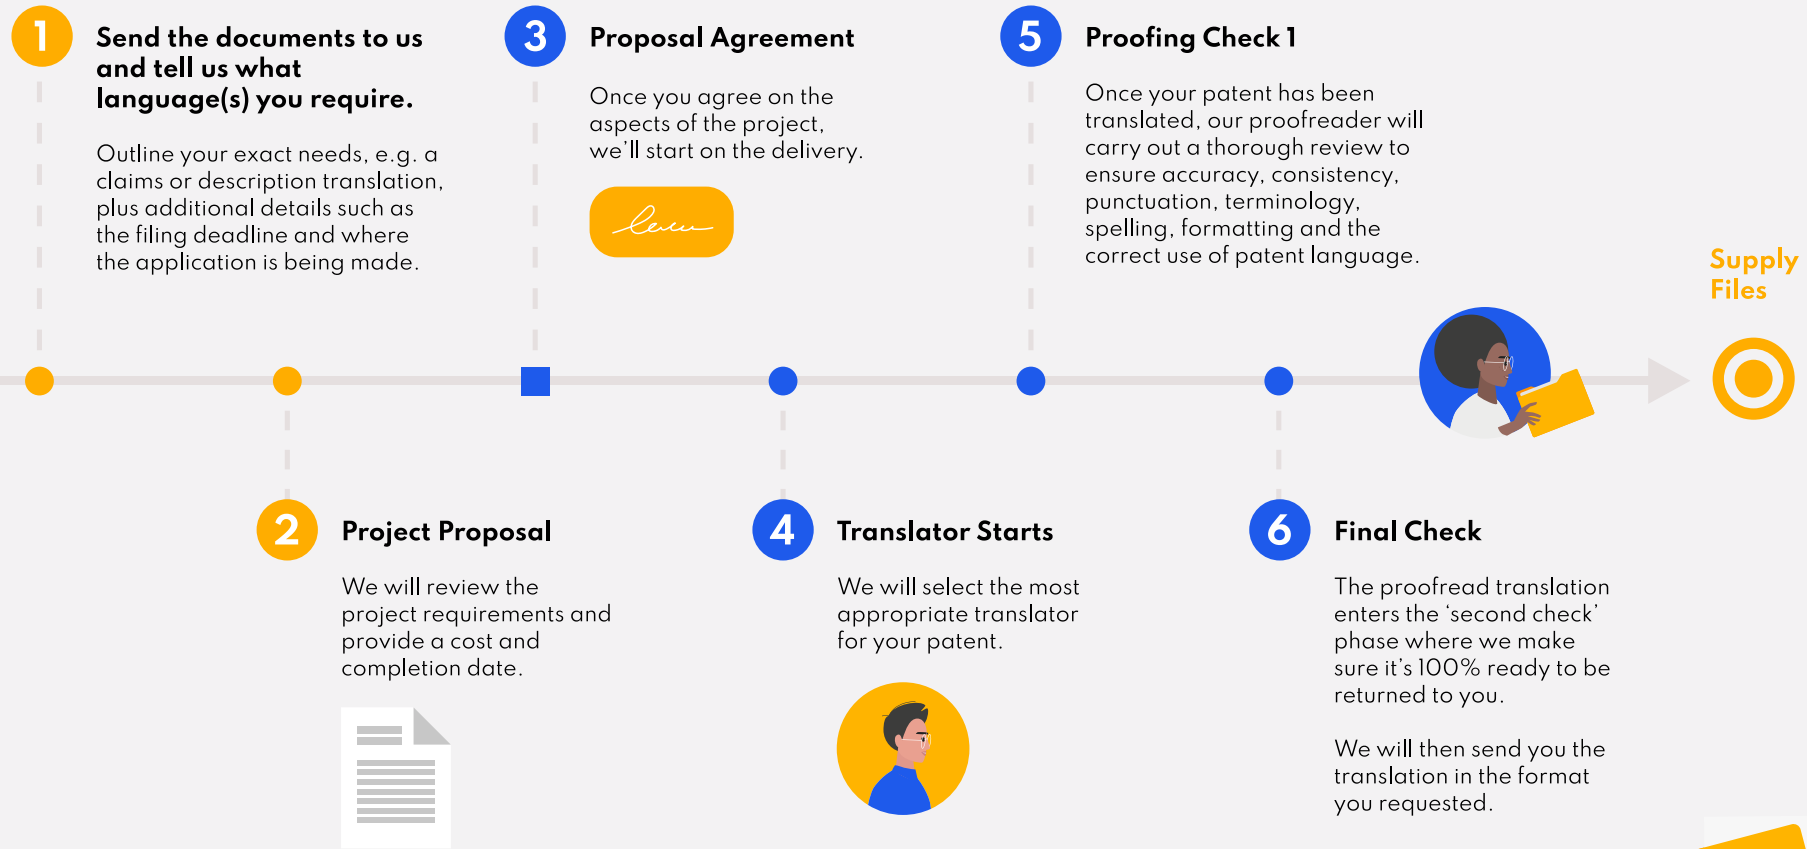 1
Send the documents to us
and tell us what
language(s) you require.
Outline your exact needs, e.g. a
claims or description translation,
plus additional details such as
the filing deadline and where
the application is being made.
2
Project Proposal
We will review the
project requirements and
provide a cost and
completion date.
3
Proposal Agreement
Once you agree on the
aspects of the project,
we'll start on the delivery.
4
Translator Starts
We will select the most
appropriate translator
for your patent.
5
Proofing Check 1
Once your patent has been
translated, our proofreader will
carry out a thorough review to
ensure accuracy, consistency,
punctuation, terminology,
spelling, formatting and the
correct use of patent language.
6
Final Check
The proofread translation
enters the ‘second check’
phase where we make
sure it's 100% ready to be
returned to you.
We will then send you the
translation in the format
you requested.
Supply
Files